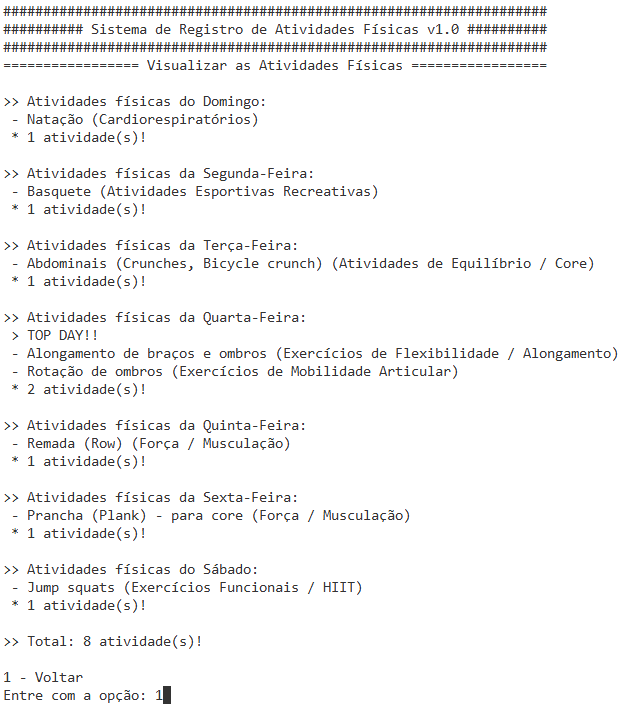 ####################################################################
########## Sistema de Registro de Atividades Físicas v1.0 ##########
####################################################################
================= Visualizar as Atividades Físicas =================
>> Atividades físicas do Domingo:
- Natação (Cardiorespiratórios)
* 1 atividade(s)!
>> Atividades físicas da Segunda-Feira:
- Basquete (Atividades Esportivas Recreativas)
* 1 atividade(s)!
>> Atividades físicas da Terça-Feira:
- Abdominais (Crunches, Bicycle crunch) (Atividades de Equilíbrio / Core)
* 1 atividade(s)!
>> Atividades físicas da Quarta-Feira:
> TOP DAY!!
- Alongamento de braços e ombros (Exercícios de Flexibilidade / Alongamento)
- Rotação de ombros (Exercícios de Mobilidade Articular)
* 2 atividade(s)!
>> Atividades físicas da Quinta-Feira:
- Remada (Row) (Força / Musculação)
* 1 atividade(s)!
>> Atividades físicas da Sexta-Feira:
- Prancha (Plank) - para core (Força / Musculação)
* 1 atividade(s)!
>> Atividades físicas do Sábado:
- Jump squats (Exercícios Funcionais / HIIT)
* 1 atividade(s)!
>> Total: 8 atividade(s)!
1 - Voltar
Entre com a opção: 1